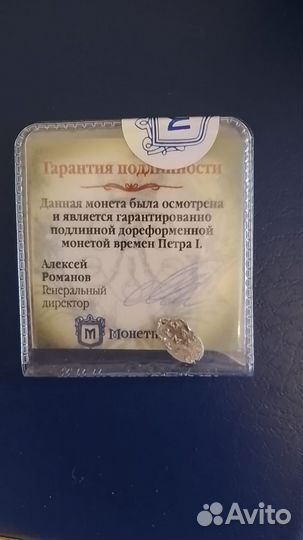 M
Гарантия подлинности
Данная монета была осмотрена
и является гарантированно
подлинной дореформенной
монетой времен Петра I.
Алексей
Романов
Генеральный
директор
M
Avito